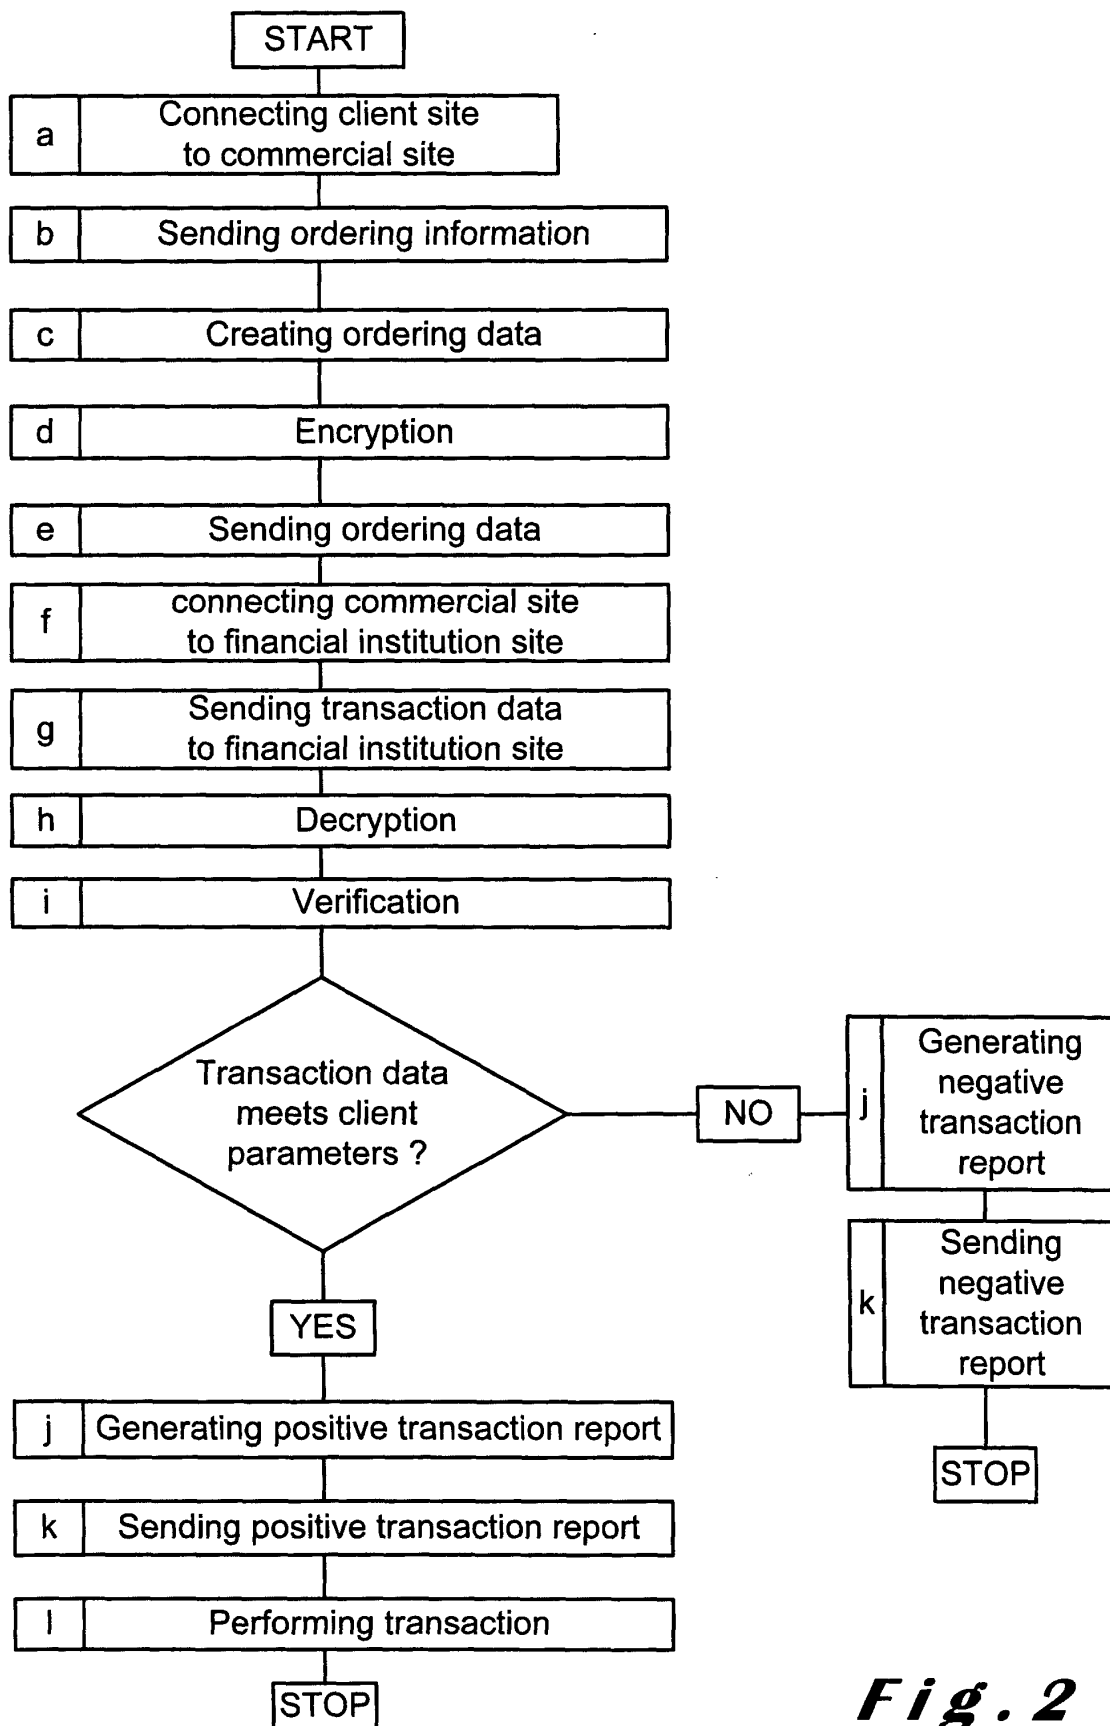 START
a
Connecting client site
to commercial site
b
Sending ordering information
c
Creating ordering data
d
Encryption
e
Sending ordering data
f
connecting commercial site
to financial institution site
g
Sending transaction data
to financial institution site
h
Decryption
i
Verification
Transaction data
meets client
parameters ?
NO
j
Generating
negative
transaction
report
k
Sending
negative
transaction
report
STOP
YES
j
Generating positive transaction report
k
Sending positive transaction report
l
Performing transaction
STOP
Fig. 2